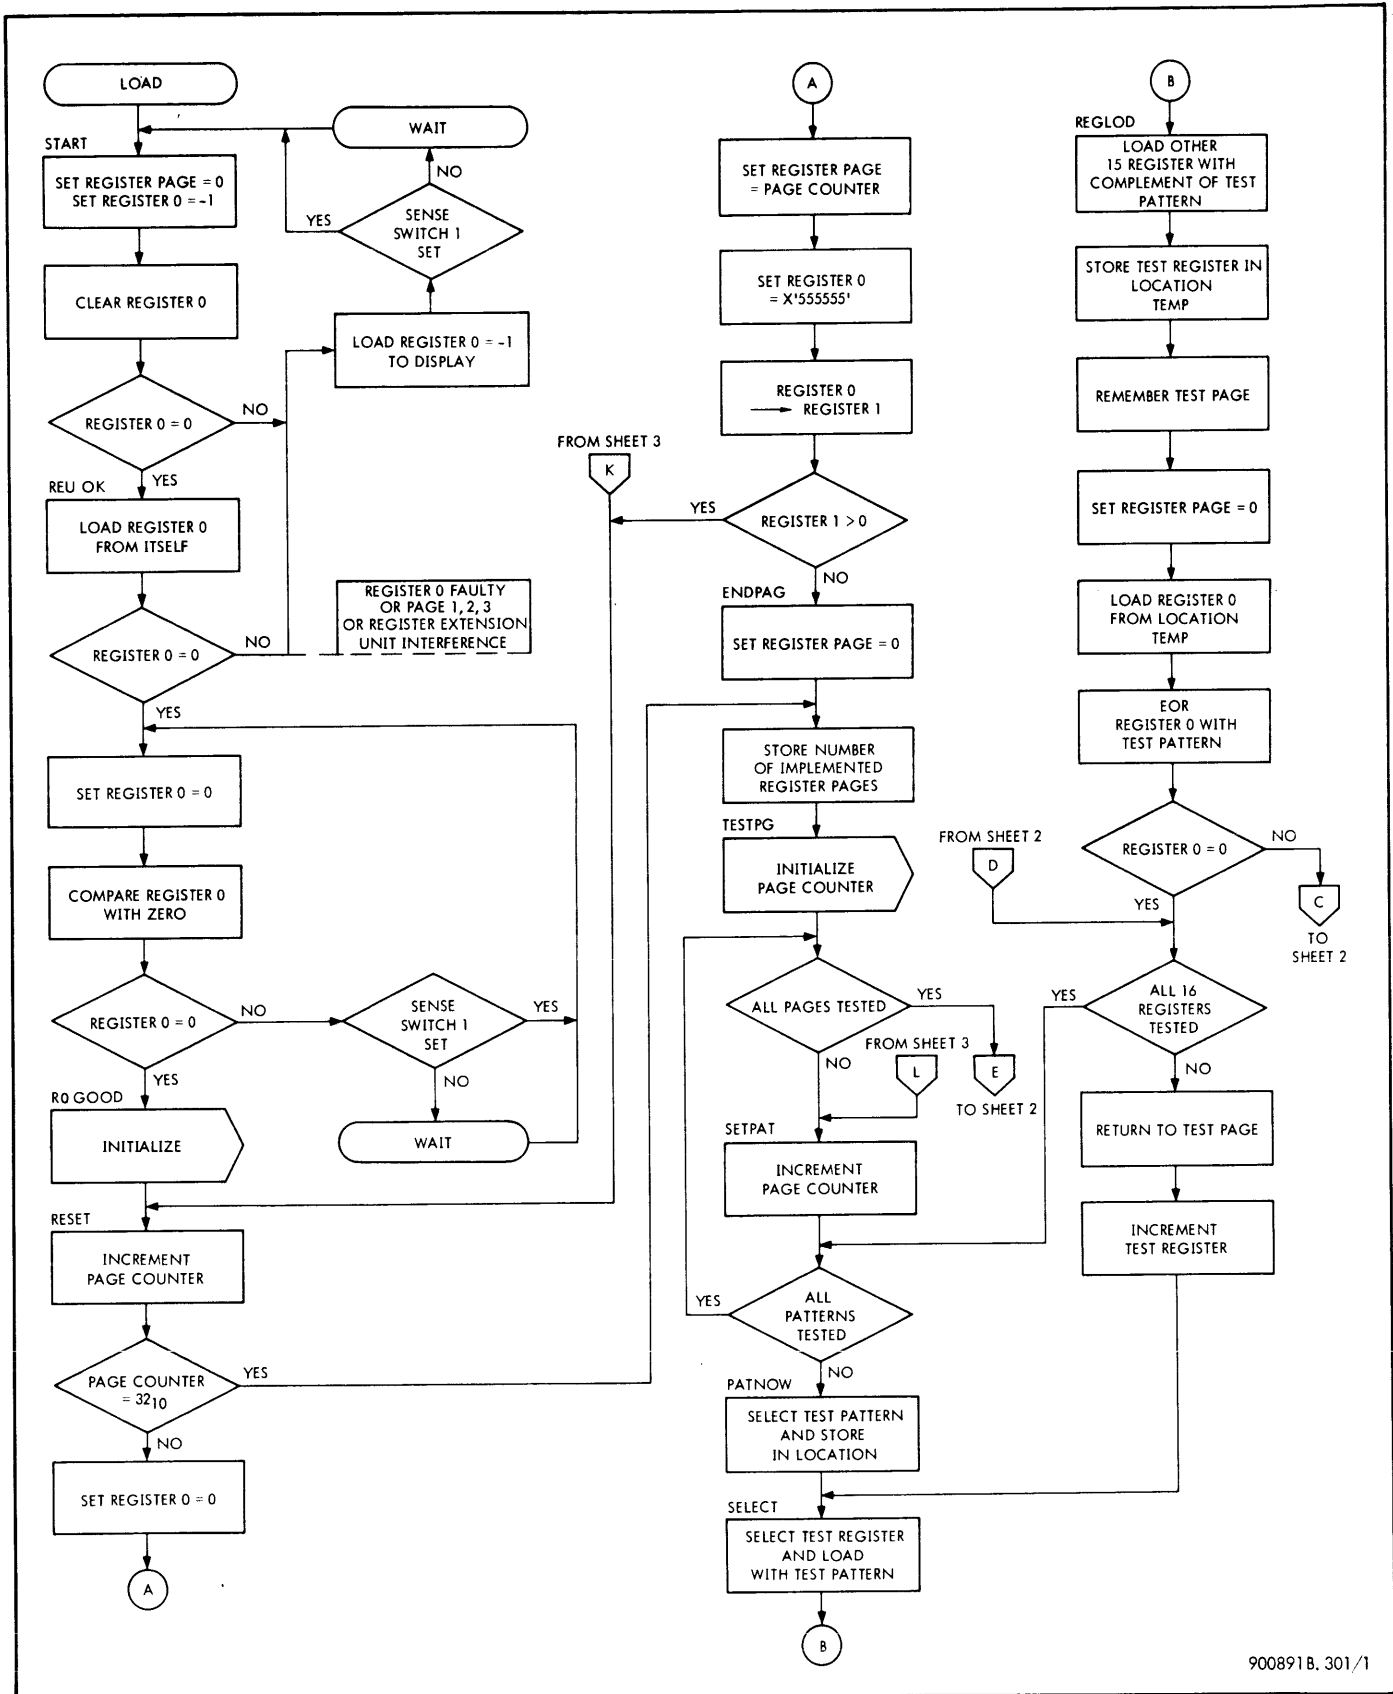 LOAD
WAIT
START
SET REGISTER PAGE = 0
SET REGISTER 0 = -1
NO
YES
SENSE
SWITCH 1
SET
CLEAR REGISTER 0
LOAD REGISTER 0 = -1
TO DISPLAY
REGISTER 0 = 0
NO
YES
REU OK
LOAD REGISTER 0
FROM ITSELF
REGISTER 0 FAULTY
OR PAGE 1, 2, 3
OR REGISTER EXTENSION
UNIT INTERFERENCE
REGISTER 0 = 0
NO
YES
SET REGISTER 0 = 0
COMPARE REGISTER 0
WITH ZERO
REGISTER 0 = 0
NO
SENSE
SWITCH 1
SET
YES
YES
NO
R0 GOOD
INITIALIZE
WAIT
RESET
INCREMENT
PAGE COUNTER
PAGE COUNTER
= 32₁₀
YES
NO
SET REGISTER 0 = 0
A
A
SET REGISTER PAGE
= PAGE COUNTER
SET REGISTER 0
= X'555555'
REGISTER 0
→ REGISTER 1
FROM SHEET 3
K
YES
REGISTER 1 > 0
NO
ENDPAG
SET REGISTER PAGE = 0
STORE NUMBER
OF IMPLEMENTED
REGISTER PAGES
TESTPG
INITIALIZE
PAGE COUNTER
ALL PAGES TESTED
YES
NO
FROM SHEET 3
L
E
TO SHEET 2
SETPAT
INCREMENT
PAGE COUNTER
YES
ALL
PATTERNS
TESTED
NO
PATNOW
SELECT TEST PATTERN
AND STORE
IN LOCATION
SELECT
SELECT TEST REGISTER
AND LOAD
WITH TEST PATTERN
B
B
REGLOD
LOAD OTHER
15 REGISTER WITH
COMPLEMENT OF TEST
PATTERN
STORE TEST REGISTER IN
LOCATION
TEMP
REMEMBER TEST PAGE
SET REGISTER PAGE = 0
LOAD REGISTER 0
FROM LOCATION
TEMP
EOR
REGISTER 0 WITH
TEST PATTERN
FROM SHEET 2
D
REGISTER 0 = 0
NO
YES
C
TO
SHEET 2
YES
ALL 16
REGISTERS
TESTED
NO
RETURN TO TEST PAGE
INCREMENT
TEST REGISTER
900891B. 301/1